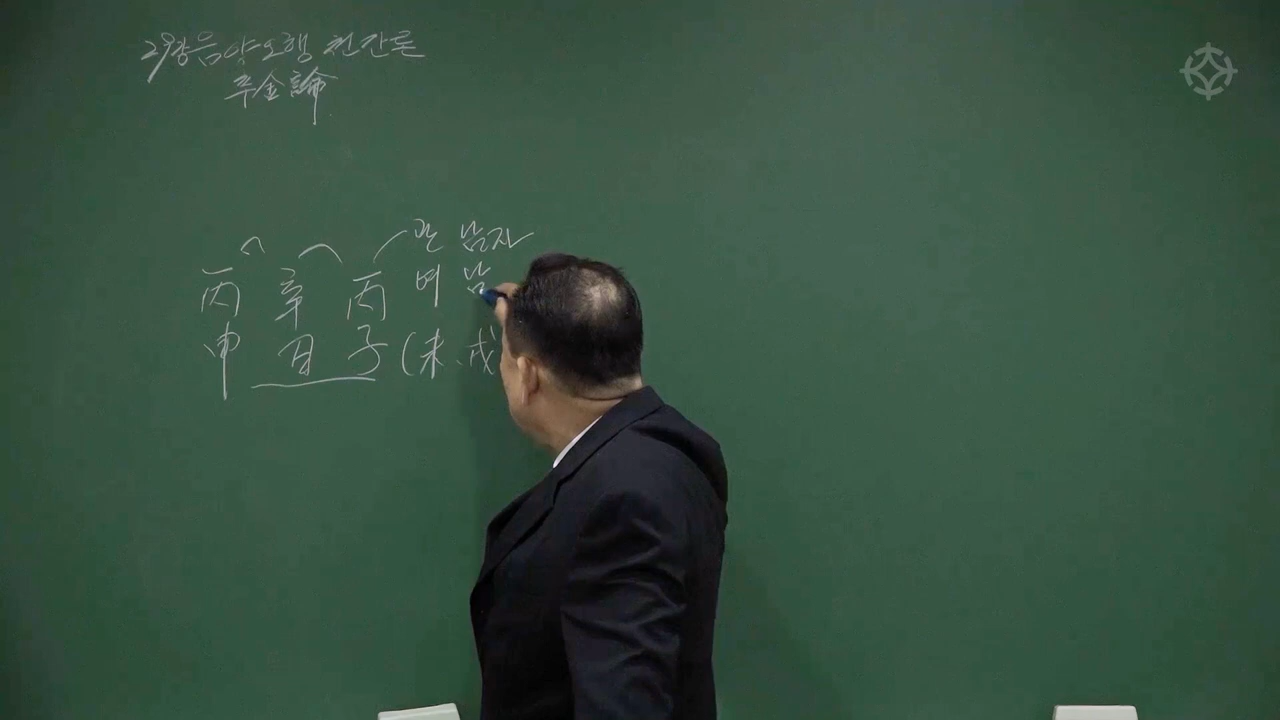 29강 음양오행 천간론
辛金論
관 남자
丙 辛 丙 여 남
申 丑 子 (未、戌